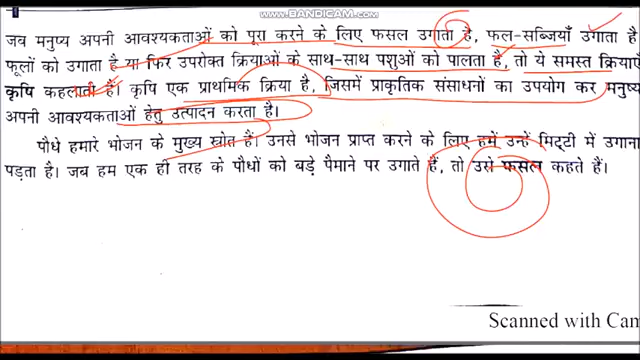 www.BANDICAM.com
जब मनुष्य अपनी आवश्यकताओं को पूरा करने के लिए फसल उगाता है, फल-सब्जियाँ उगाता है
फूलों को उगाता है या फिर उपरोक्त क्रियाओं के साथ-साथ पशुओं को पालता है, तो ये समस्त क्रियाएँ
कृषि कहलाती हैं। कृषि एक प्राथमिक क्रिया है, जिसमें प्राकृतिक संसाधनों का उपयोग कर मनुष्य
अपनी आवश्यकताओं हेतु उत्पादन करता है।
पौधे हमारे भोजन के मुख्य स्रोत हैं। उनसे भोजन प्राप्त करने के लिए हमें उन्हें मिट्टी में उगाना
पड़ता है। जब हम एक ही तरह के पौधों को बड़े पैमाने पर उगाते हैं, तो उसे फसल कहते हैं।
Scanned with Cam